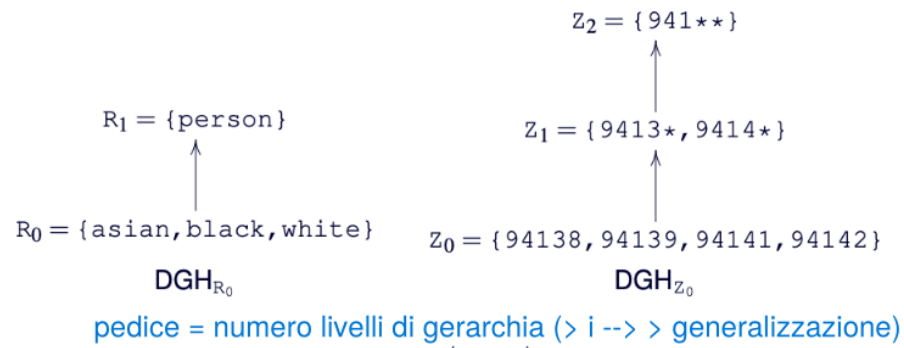 Z₂ = {941**}
R₁ = {person}
Z₁ = {9413*, 9414*}
R₀ = {asian, black, white}
Z₀ = {94138, 94139, 94141, 94142}
DGH_R₀
DGH_Z₀
pedice = numero livelli di gerarchia (> i --> > generalizzazione)